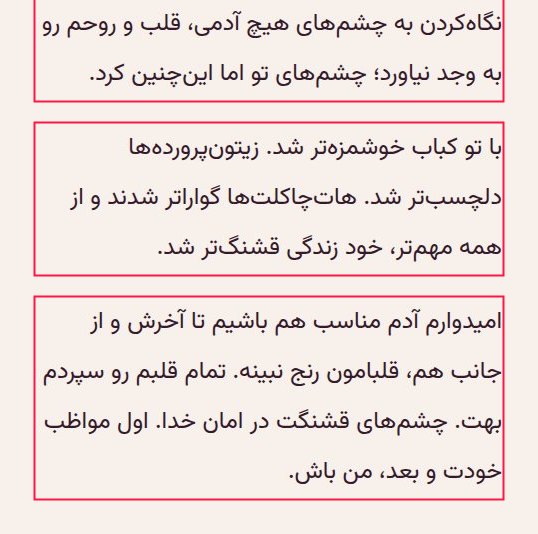 نگاه‌کردن به چشم‌های هیچ آدمی، قلب و روحم رو
به وجد نیاورد؛ چشم‌های تو اما این‌چنین کرد.
با تو کباب خوشمزه‌تر شد. زیتون‌پرورده‌ها
دلچسب‌تر شد. هات‌چاکلت‌ها گواراتر شدند و از
همه مهم‌تر، خود زندگی قشنگ‌تر شد.
امیدوارم آدم مناسب هم باشیم تا آخرش و از
جانب هم، قلبامون رنج نبینه. تمام قلبم رو سپردم
بهت. چشم‌های قشنگت در امان خدا. اول مواظب
خودت و بعد، من باش.